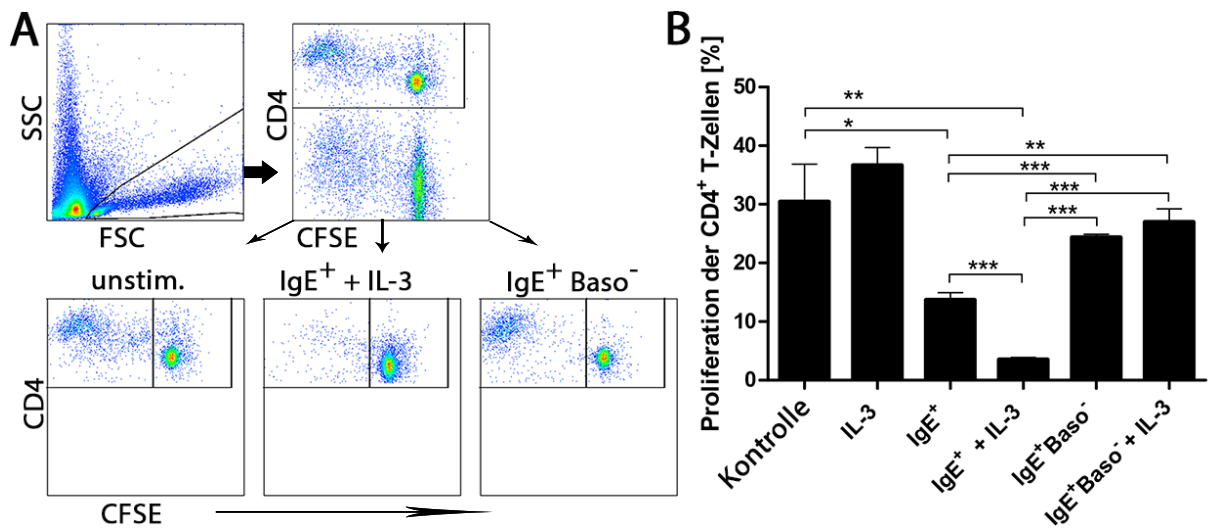 A
SSC
FSC
CD4
CFSE
unstim.
IgE⁺ + IL-3
IgE⁺ Baso⁻
CD4
CFSE
B
Proliferation der CD4⁺ T-Zellen [%]
50
40
30
20
10
0
**
*
**
***
***
***
***
Kontrolle
IL-3
IgE⁺
IgE⁺ + IL-3
IgE⁺Baso⁻
IgE⁺Baso⁻ + IL-3